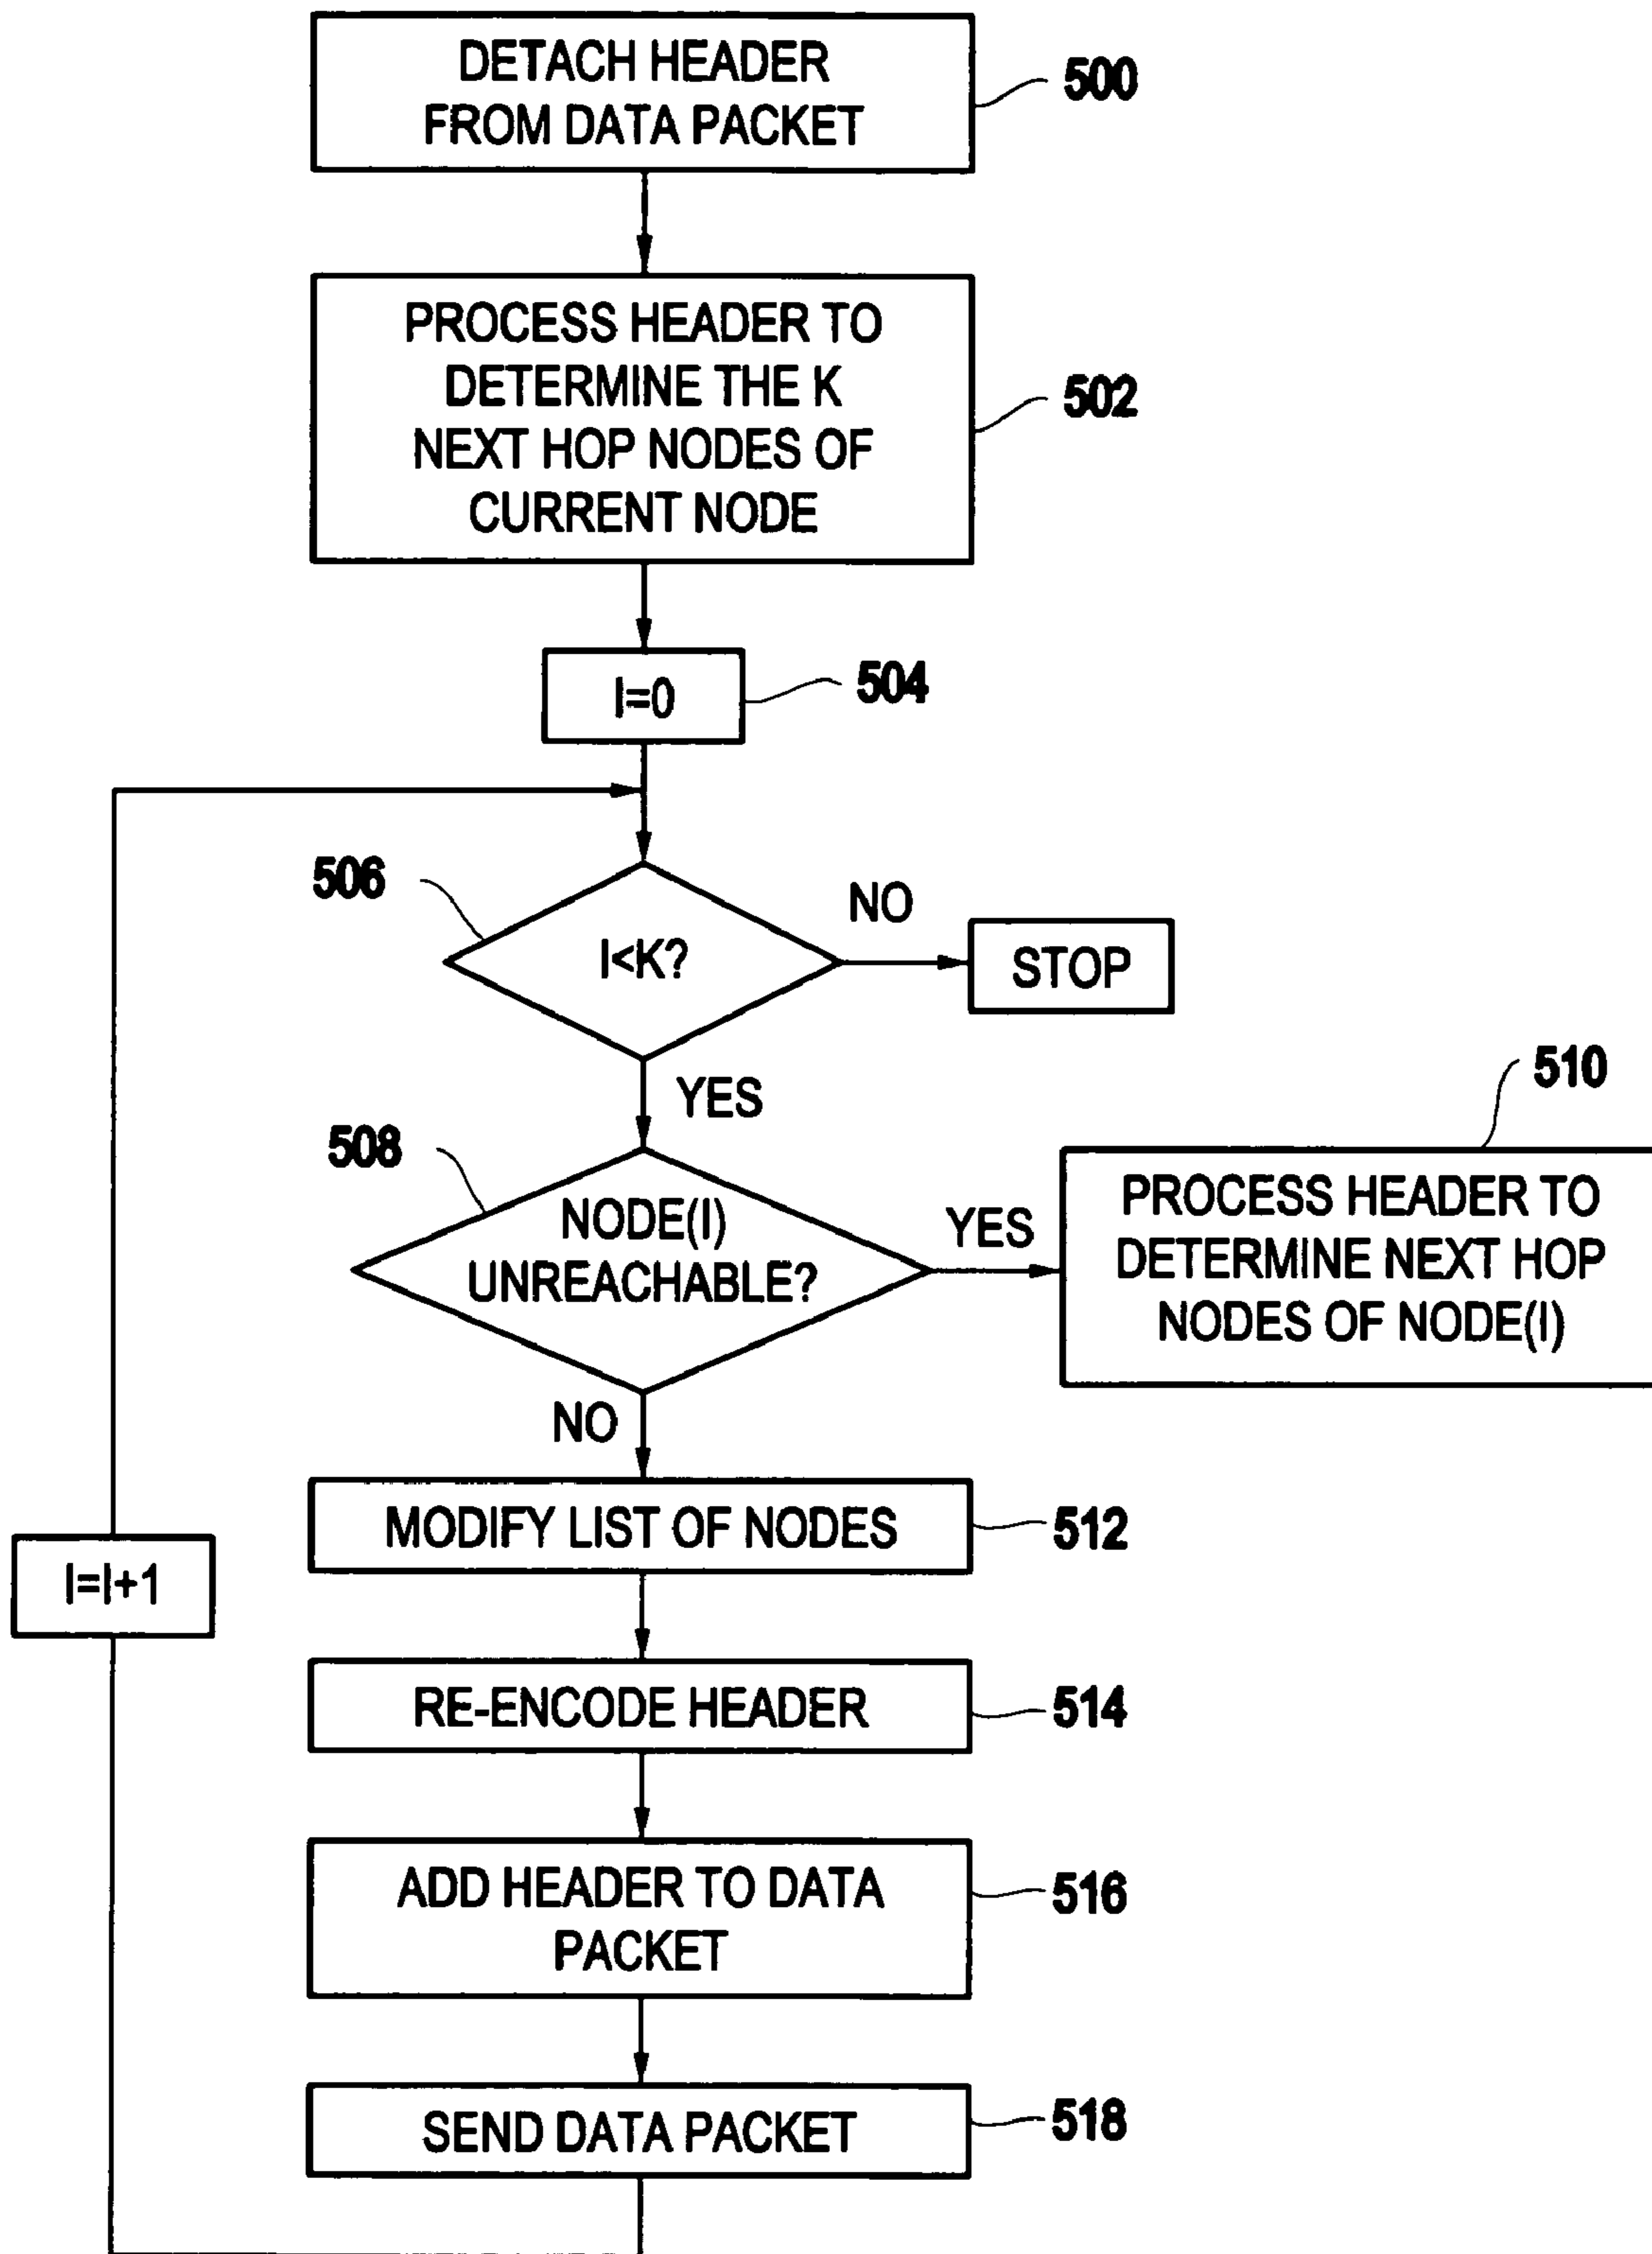 DETACH HEADER
FROM DATA PACKET
500
PROCESS HEADER TO
DETERMINE THE K
NEXT HOP NODES OF
CURRENT NODE
502
I=0
504
506
I<K?
NO
STOP
YES
508
NODE(I)
UNREACHABLE?
YES
510
PROCESS HEADER TO
DETERMINE NEXT HOP
NODES OF NODE(I)
NO
MODIFY LIST OF NODES
512
I=I+1
RE-ENCODE HEADER
514
ADD HEADER TO DATA
PACKET
516
SEND DATA PACKET
518